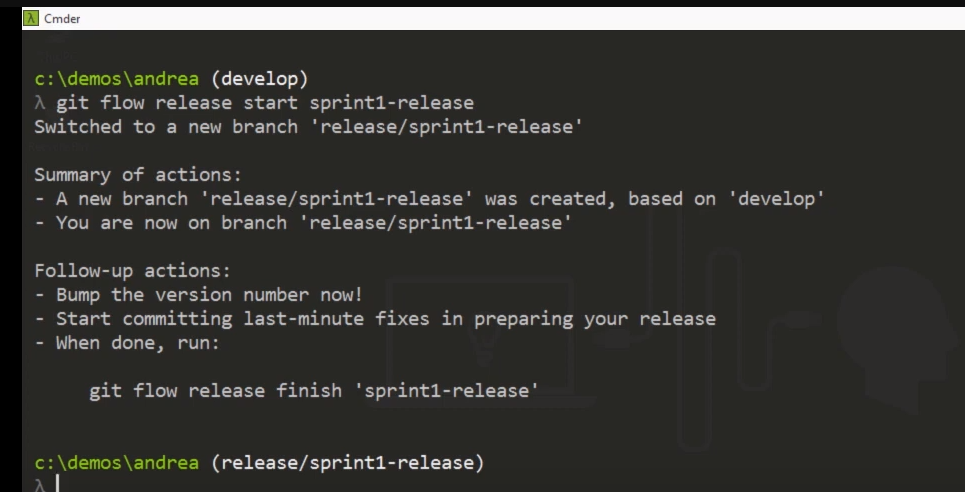 λ Cmder
c:\demos\andrea (develop)
λ git flow release start sprint1-release
Switched to a new branch 'release/sprint1-release'
Summary of actions:
- A new branch 'release/sprint1-release' was created, based on 'develop'
- You are now on branch 'release/sprint1-release'
Follow-up actions:
- Bump the version number now!
- Start committing last-minute fixes in preparing your release
- When done, run:
git flow release finish 'sprint1-release'
c:\demos\andrea (release/sprint1-release)
λ